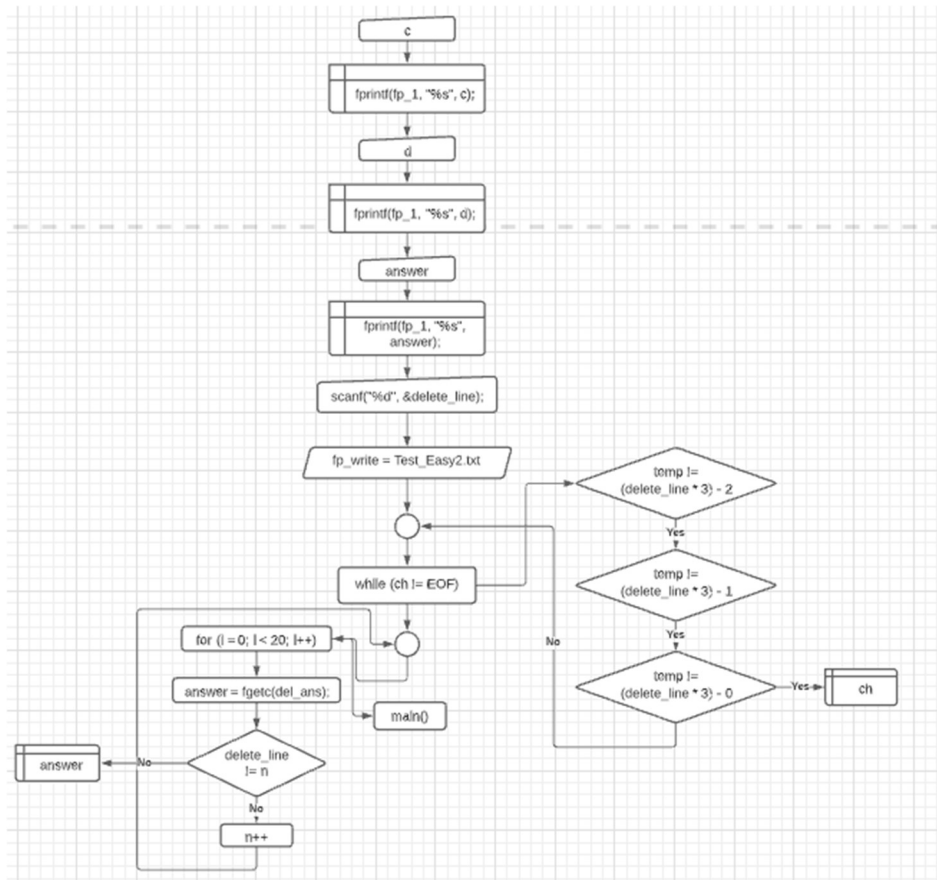 c
fprintf(fp_1, "%s", c);
d
fprintf(fp_1, "%s", d);
answer
fprintf(fp_1, "%s",
answer);
scanf("%d", &delete_line);
fp_write = Test_Easy2.txt
temp !=
(delete_line * 3) - 2
Yes
while (ch != EOF)
temp !=
(delete_line * 3) - 1
Yes
No
for (i = 0; i < 20; i++)
temp !=
(delete_line * 3) - 0
Yes
ch
answer = fgetc(del_ans);
main()
delete_line
!= n
No
answer
No
n++